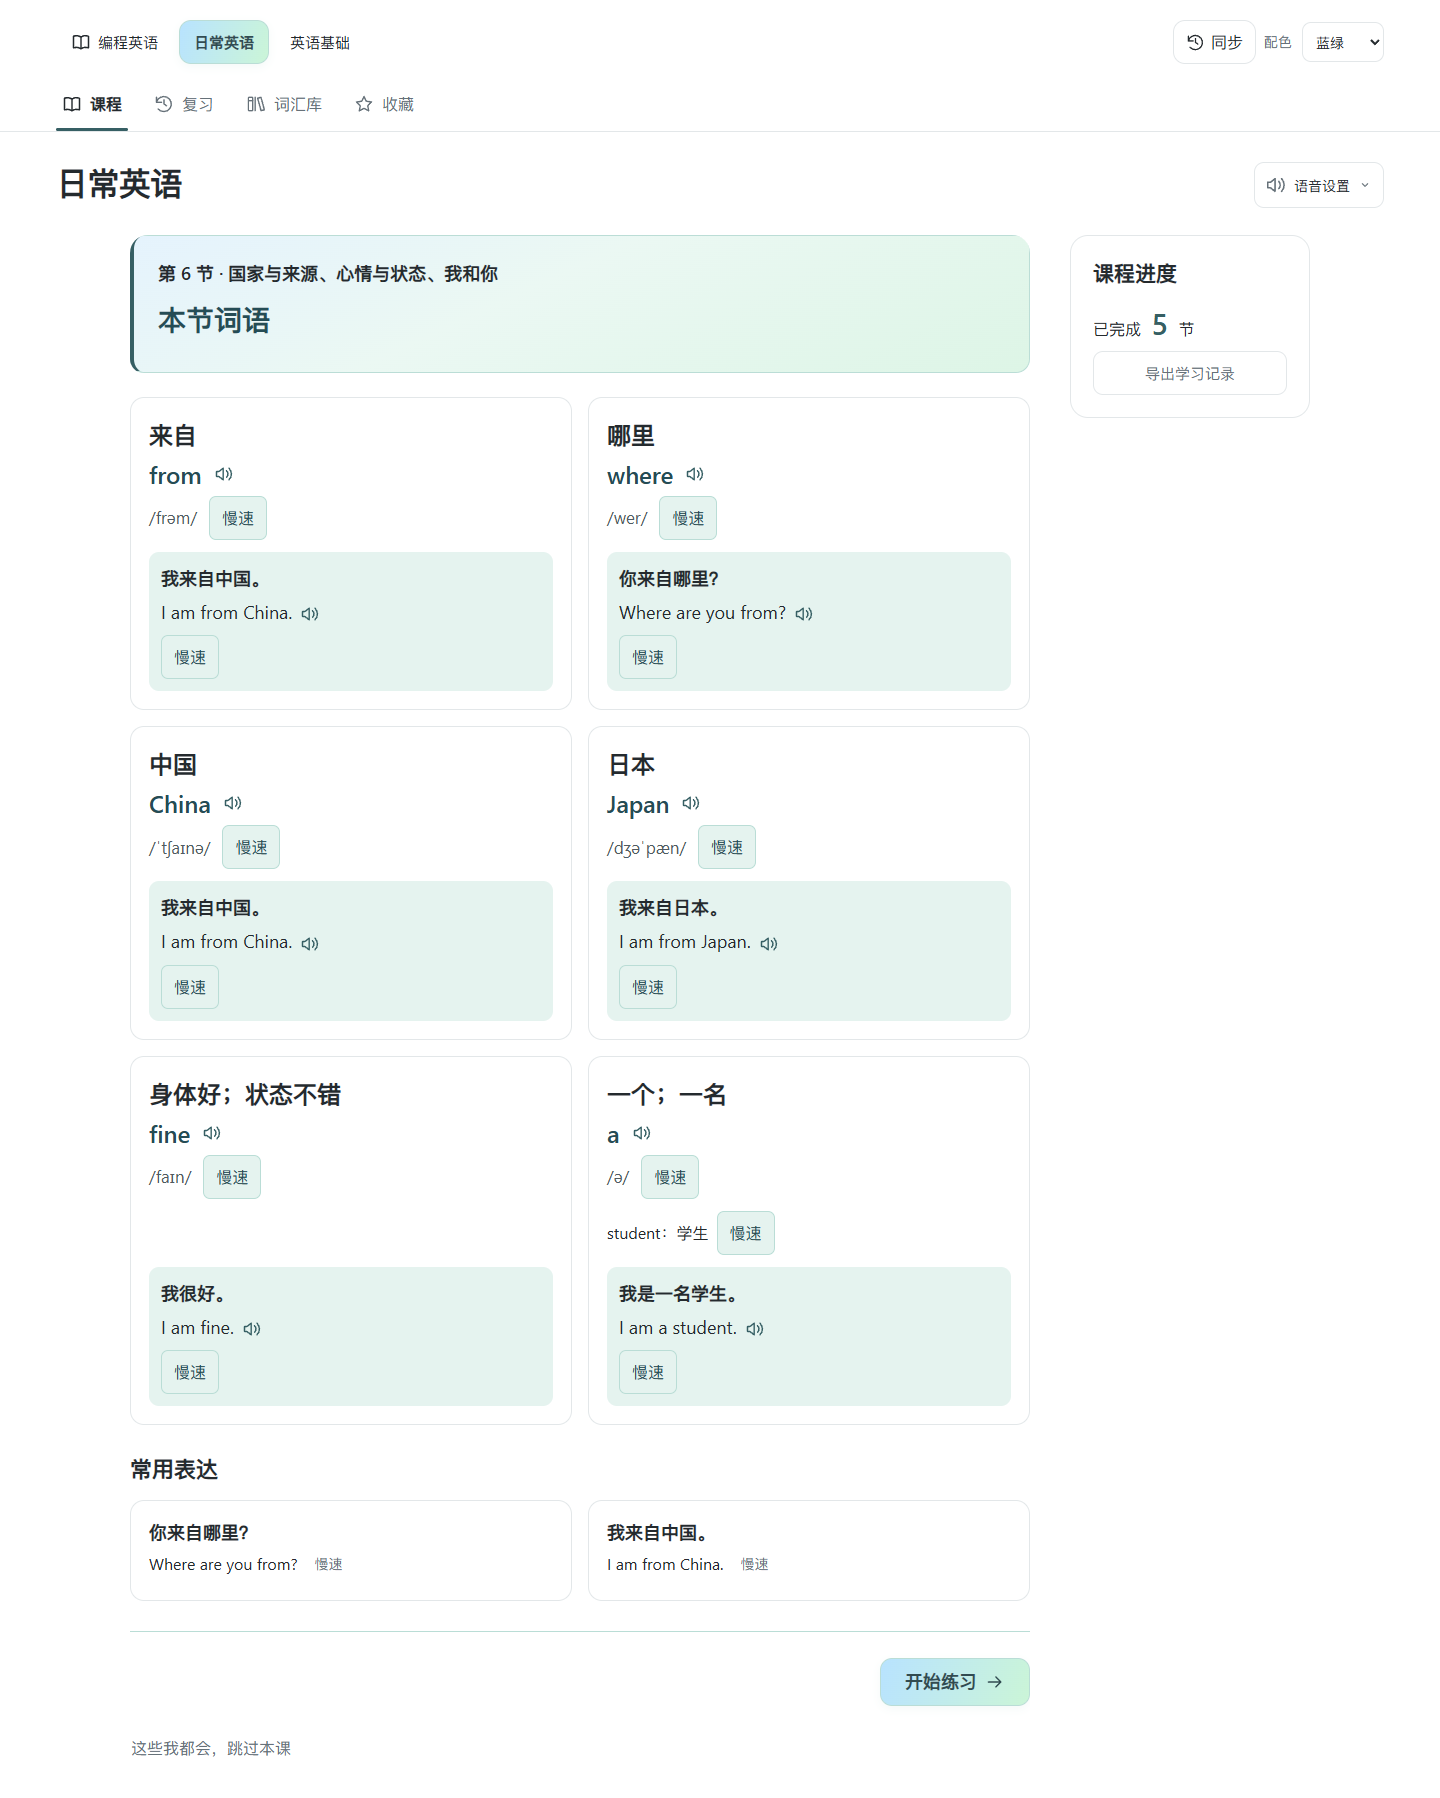 编程英语
日常英语
英语基础
同步
配色
蓝绿
课程
复习
词汇库
收藏
日常英语
语音设置
第 6 节 · 国家与来源、心情与状态、我和你
本节词语
课程进度
已完成 5 节
导出学习记录
来自
from
/frəm/ 慢速
我来自中国。
I am from China.
慢速
哪里
where
/wer/ 慢速
你来自哪里？
Where are you from?
慢速
中国
China
/ˈtʃaɪnə/ 慢速
我来自中国。
I am from China.
慢速
日本
Japan
/dʒəˈpæn/ 慢速
我来自日本。
I am from Japan.
慢速
身体好；状态不错
fine
/faɪn/ 慢速
我很好。
I am fine.
慢速
一个；一名
a
/ə/ 慢速
student：学生 慢速
我是一名学生。
I am a student.
慢速
常用表达
你来自哪里？
Where are you from? 慢速
我来自中国。
I am from China. 慢速
开始练习 →
这些我都会，跳过本课